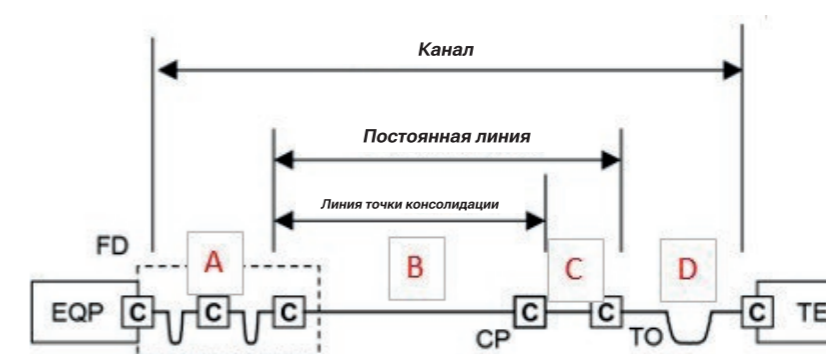 Канал
Постоянная линия
Линия точки консолидации
FD
A
B
C
D
EQP
C
C
C
C
C
C
TE
CP
TO